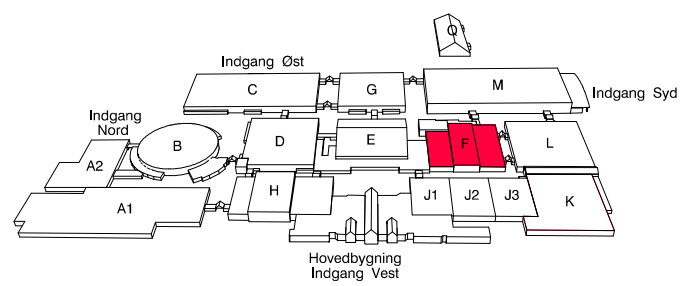 Q
Indgang Øst
C
G
M
Indgang Syd
Indgang
Nord
B
D
E
F
L
A2
H
J1
J2
J3
K
A1
Hovedbygning
Indgang Vest